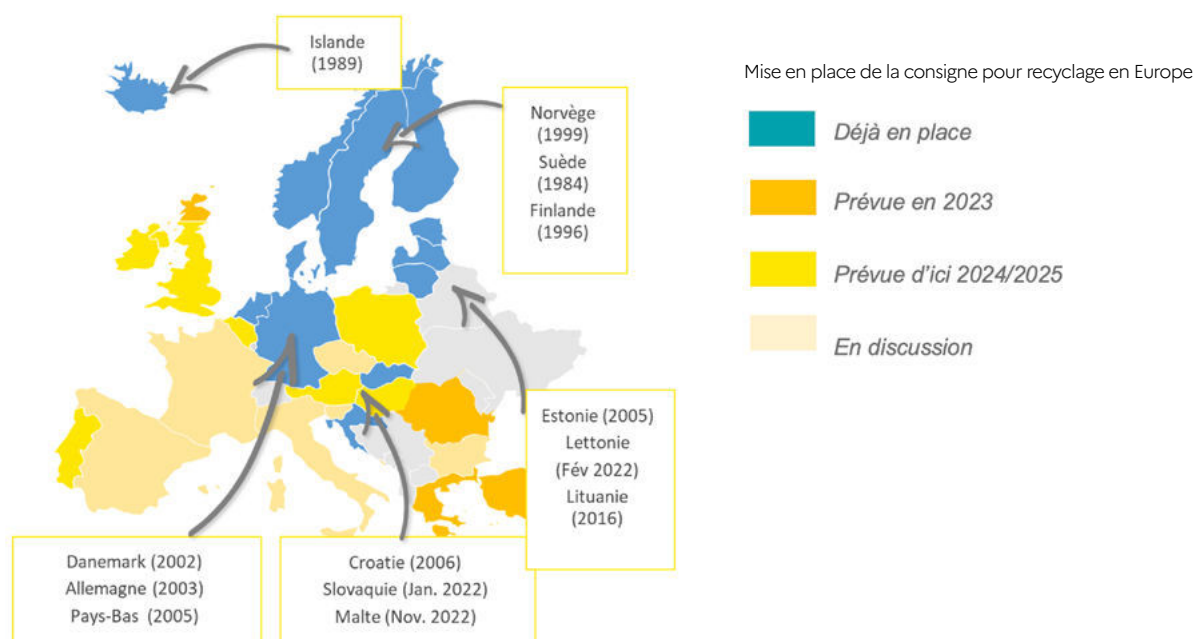 Islande
(1989)
Mise en place de la consigne pour recyclage en Europe
Norvège
(1999)
Suède
(1984)
Finlande
(1996)
Déjà en place
Prévue en 2023
Prévue d'ici 2024/2025
En discussion
Estonie (2005)
Lettonie
(Fév 2022)
Lituanie
(2016)
Danemark (2002)
Allemagne (2003)
Pays-Bas (2005)
Croatie (2006)
Slovaquie (Jan. 2022)
Malte (Nov. 2022)